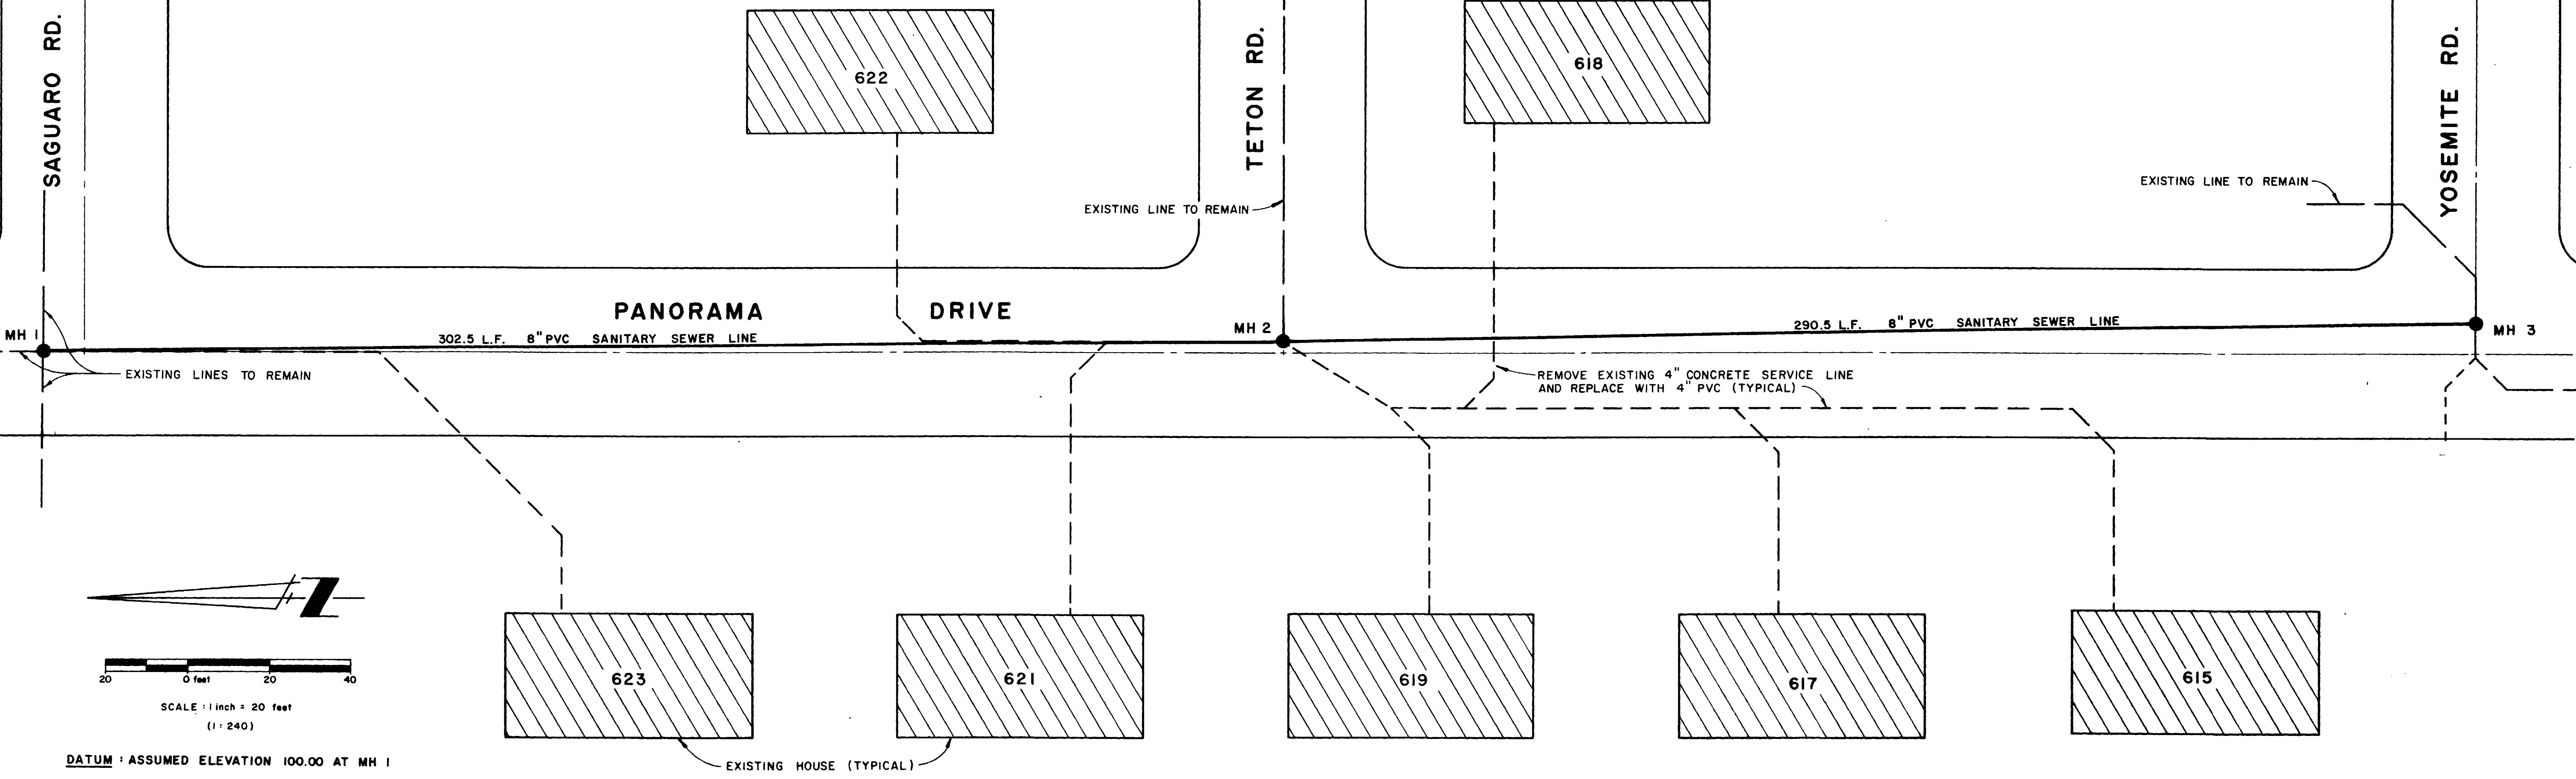 SAGUARO RD.
622
TETON RD.
618
YOSEMITE RD.
EXISTING LINE TO REMAIN
EXISTING LINE TO REMAIN
PANORAMA DRIVE
MH 1
302.5 L.F. 8" PVC SANITARY SEWER LINE
MH 2
290.5 L.F. 8" PVC SANITARY SEWER LINE
MH 3
EXISTING LINES TO REMAIN
REMOVE EXISTING 4" CONCRETE SERVICE LINE
AND REPLACE WITH 4" PVC (TYPICAL)
N
20 0 feet 20 40
SCALE : 1 inch = 20 feet
(1 : 240)
DATUM : ASSUMED ELEVATION 100.00 AT MH 1
623
621
619
617
615
EXISTING HOUSE (TYPICAL)